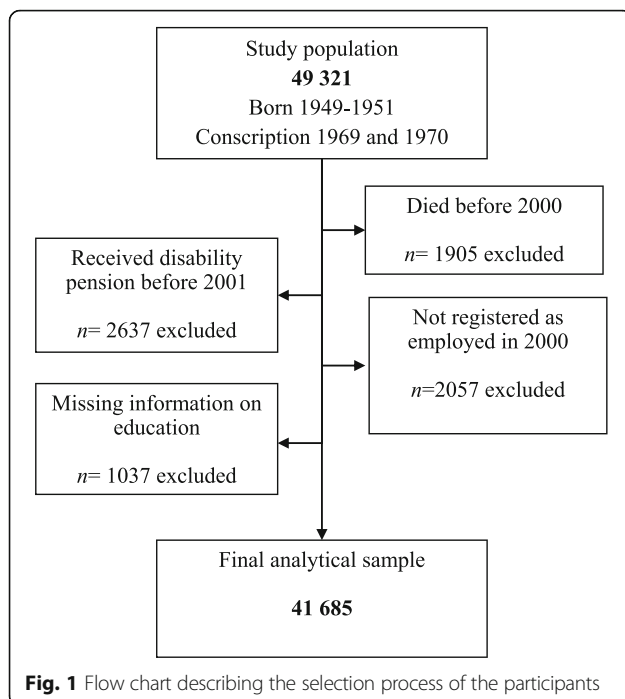 Study population
49 321
Born 1949-1951
Conscription 1969 and 1970
Died before 2000
n= 1905 excluded
Received disability
pension before 2001
n= 2637 excluded
Not registered as
employed in 2000
n=2057 excluded
Missing information on
education
n= 1037 excluded
Final analytical sample
41 685
Fig. 1 Flow chart describing the selection process of the participants